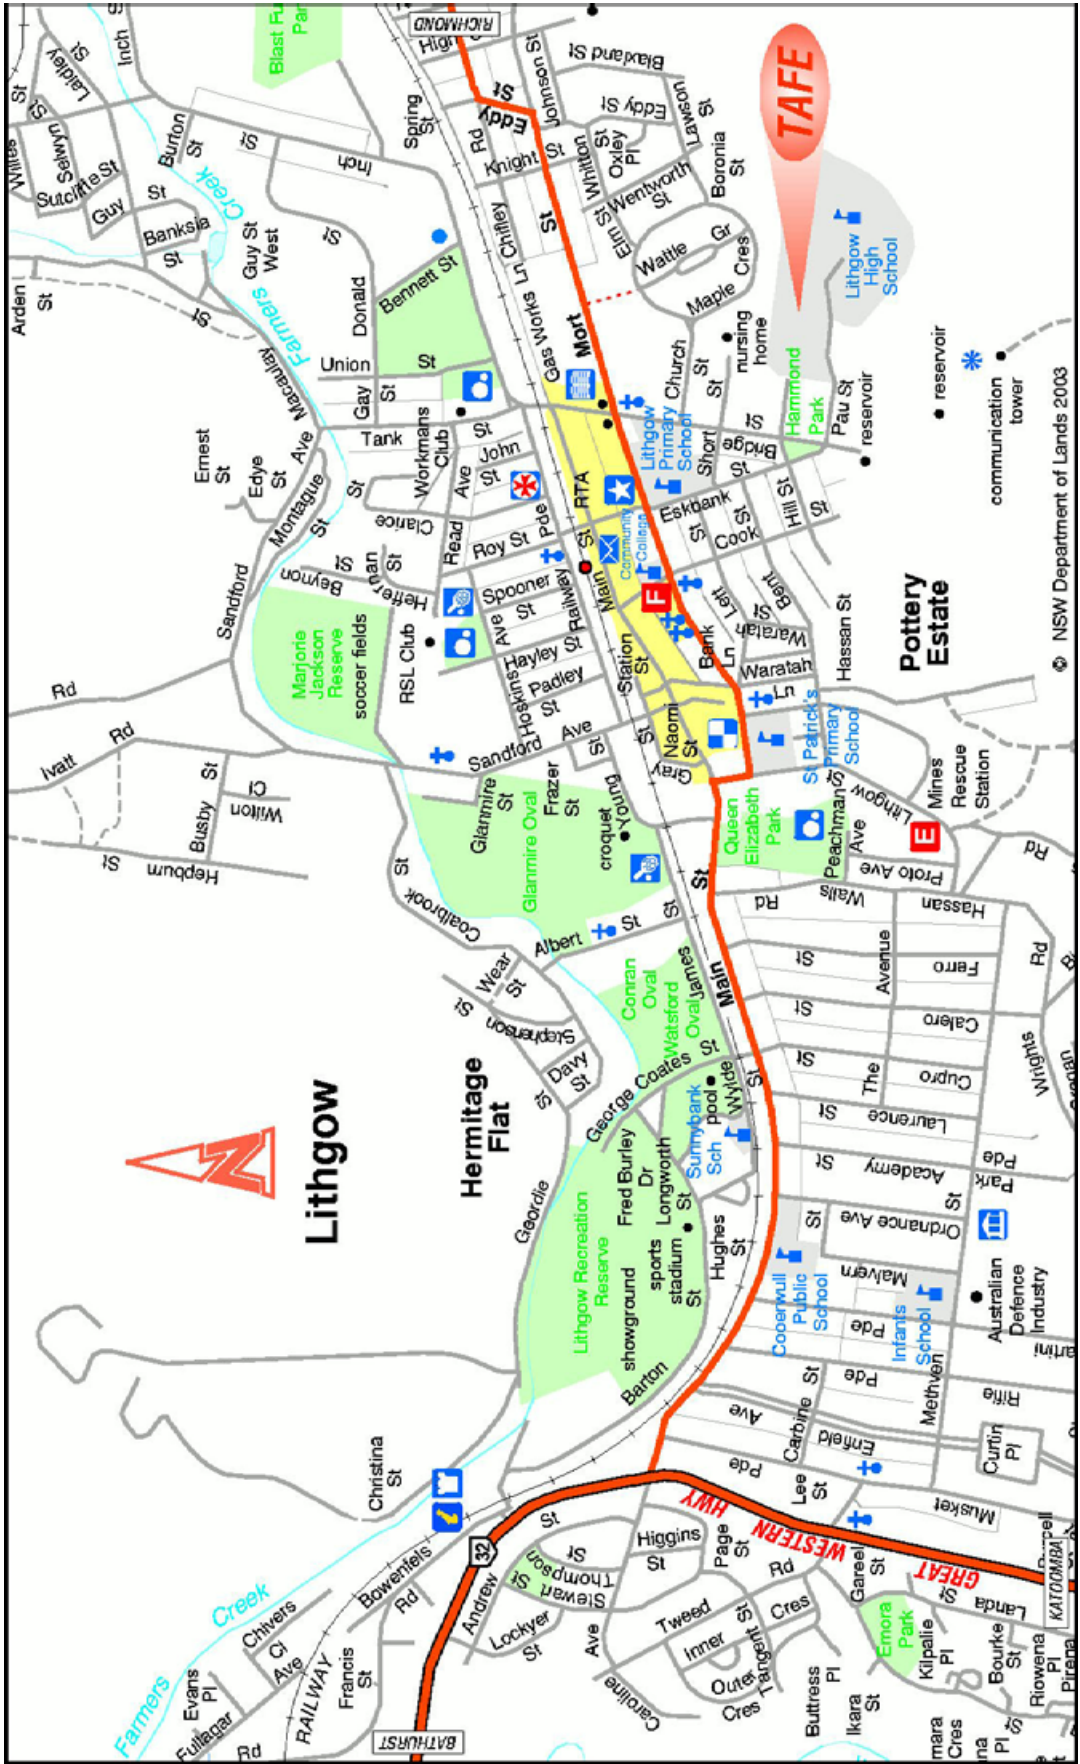 Lithgow
N
Hermitage
Flat
Pottery
Estate
TAFE
Farmers
Creek
Evans
Pl
Fullagar
Rd
Chivers
Cl
Ave
RAILWAY
Francis
St
Bowenfels
Rd
BATHURST
Christina
St
32
Andrew
St
Thompson
St
Stewart
St
Lockyer
St
Ave
Caroline
Higgins
St
Page
St
Tweed
Inner
Outer
Cres
Tangent St
Cres
Rd
Buttress
Pl
Ikara
St
Gareel
St
Emora
Park
Kilpalie
Pl
Landa
St
Bourke
St
Riowena
Pl
Pirena
mara
Cres
GREAT
WESTERN
HWY
KATOOMBA
Musket
Pde
Lee
St
Ave
Carbine
St
Enfield
Curtin
Pl
Rifle
Pde
Methven
St
Pde
Infants
School
Malvern
Ordnance Ave
Cooerwull
Public
School
St
Australian
Defence
Industry
Academy
St
Park
Pde
Laurence
St
The
Avenue
Cupro
St
Calero
St
Ferro
St
Hassan
Walls
Rd
Wrights
Rd
Geordie
St
Lithgow Recreation
Reserve
showground
Fred Burley
Dr
Longworth
St
sports
stadium
Barton
St
Hughes
St
Sunnybank
Sch
pool
Wylde
St
George Coates
St
Davy
St
Stephenson
St
Wear
St
Coalbrook
St
Conran
Oval
Watsford
Oval
James
St
Main
St
Albert
St
Hepburn
St
Busby
St
Wilton
Cl
Ivatt
Rd
Rd
Glanmire
St
Glanmire Oval
Frazer
St
croquet
Young
St
Sandford
Ave
Queen
Elizabeth
Park
Peachman
Ave
Proto Ave
Lithgow
St
E
Mines
Rescue
Station
Rd
St Patrick's
Primary
School
Gray
St
Naomi
St
Station
St
Bank
Ln
Waratah
Ln
Waratah
St
Hassan St
Sandford
Marjorie
Jackson
Reserve
soccer fields
RSL Club
Hoskins
Ave
Padley
St
Hayley St
Spooner
St
Railway
Pde
Roy St
Read
Ave
Beynon
St
Heffernan
St
Clarice
St
Montague
St
Edye
St
Ernest
St
Macaulay
St
Ave
Main
St
RTA
Community
College
F
Lett
St
Bent
St
Cook
St
Eskbank
St
Hill St
Lithgow
Primary
School
Short
St
Bridge
St
Church
St
Hammond
Park
Pau St
reservoir
reservoir
communication
tower
Workmans
Club
John
St
Tank
St
Gay
St
Union
St
Donald
St
Bennett St
Gas Works Ln
Chifley
Rd
Mort
St
nursing
home
Maple
Cres
Wattle
Gr
Elm St
Wentworth
St
Boronia
St
Lithgow
High
School
Farmers
Creek
Guy St
West
Banksia
St
Guy
St
Arden
St
Sutcliffe St
Selwyn
St
Laidley
St
Inch
Burton
St
Inch
St
Blast
Spring
St
Knight
St
Whitton
St
Oxley
Pl
Eddy
St
Eddy St
Lawson
St
Johnson St
Blaxland St
RICHMOND
© NSW Department of Lands 2003